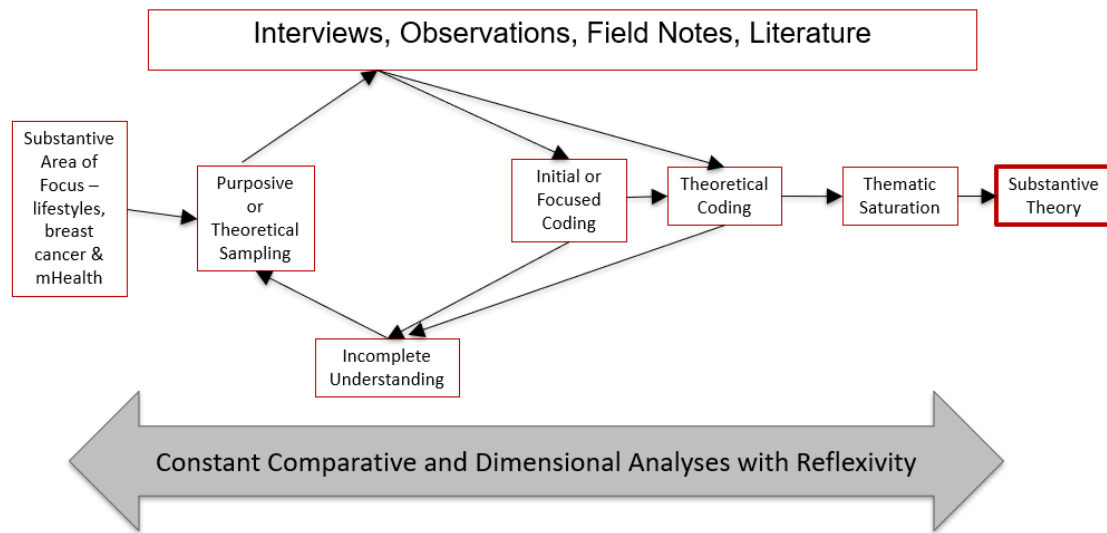 Interviews, Observations, Field Notes, Literature
Substantive
Area of
Focus –
lifestyles,
breast
cancer &
mHealth
Purposive
or
Theoretical
Sampling
Initial or
Focused
Coding
Theoretical
Coding
Thematic
Saturation
Substantive
Theory
Incomplete
Understanding
Constant Comparative and Dimensional Analyses with Reflexivity